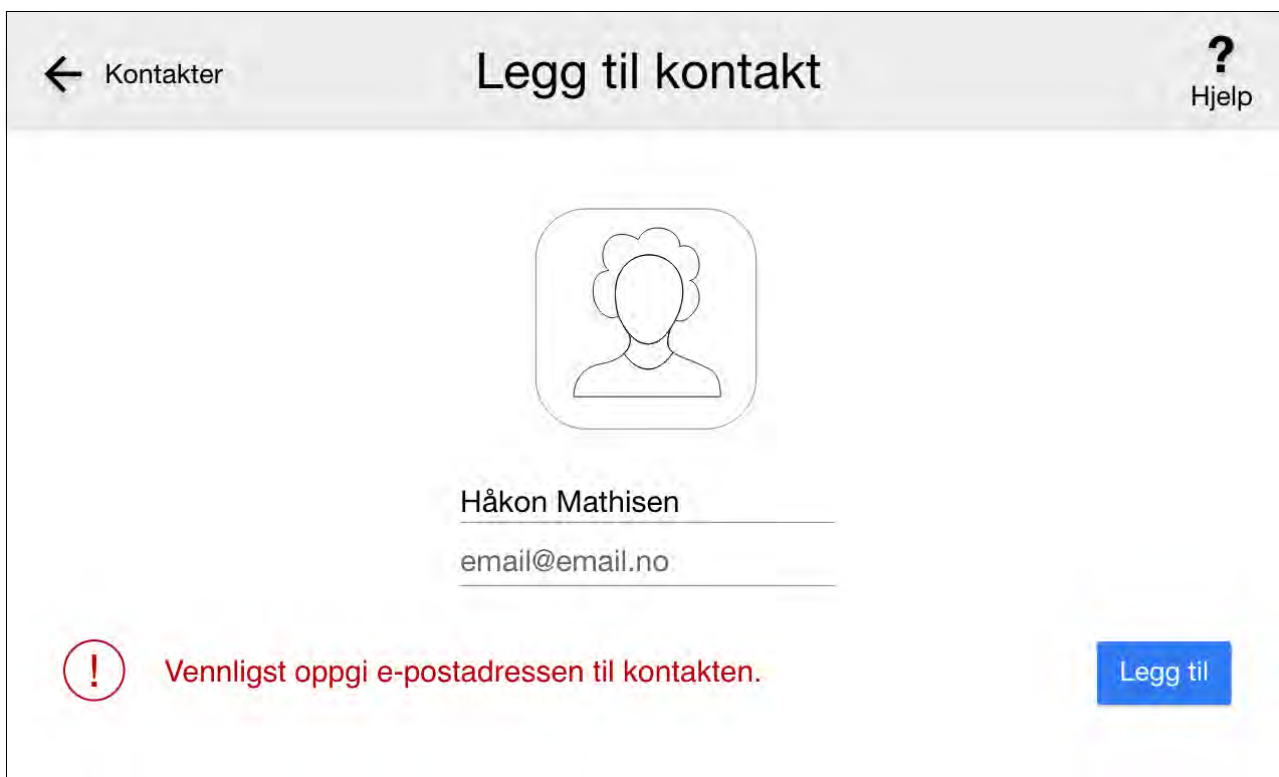 Kontakter
Legg til kontakt
?
Hjelp
Håkon Mathisen
email@email.no
! Vennligst oppgi e-postadressen til kontakten.
Legg til